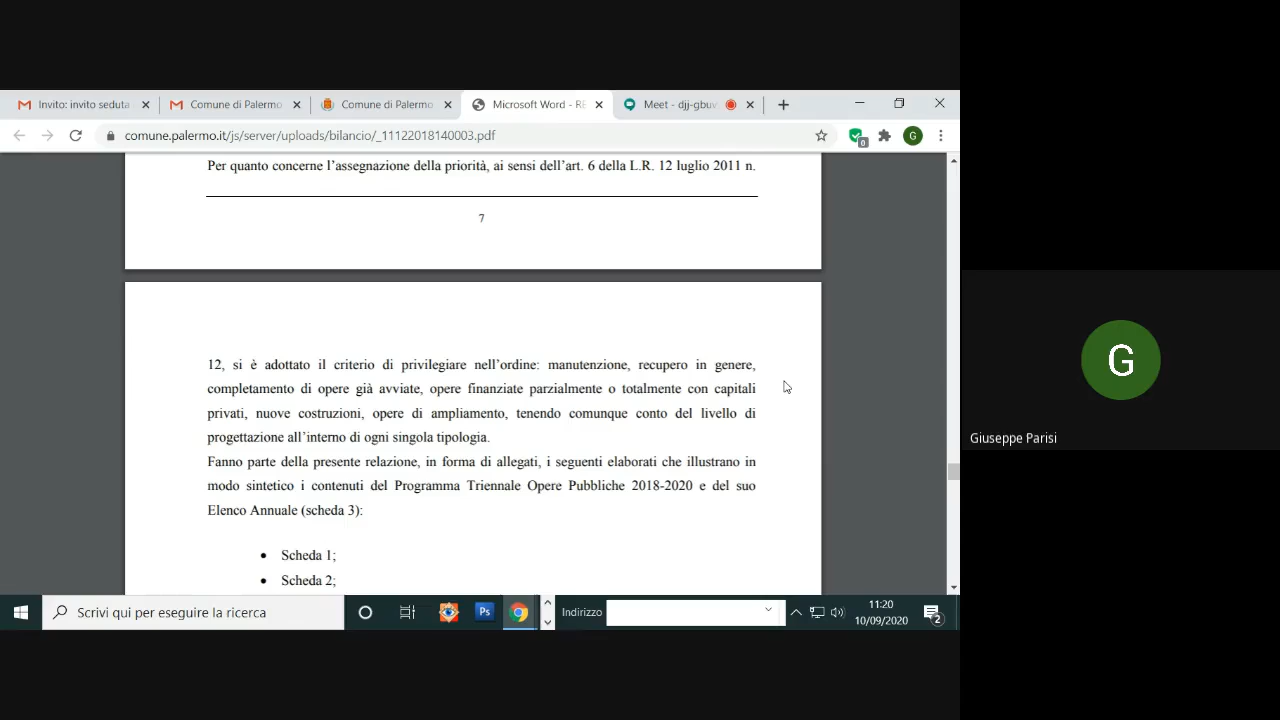 Invito: invito seduta
Comune di Palermo
Comune di Palermo
Microsoft Word - RE
Meet - djj-gbuv
comune.palermo.it/js/server/uploads/bilancio/_11122018140003.pdf
0
G
Per quanto concerne l’assegnazione della priorità, ai sensi dell’art. 6 della L.R. 12 luglio 2011 n.
7
12, si è adottato il criterio di privilegiare nell’ordine: manutenzione, recupero in genere,
completamento di opere già avviate, opere finanziate parzialmente o totalmente con capitali
privati, nuove costruzioni, opere di ampliamento, tenendo comunque conto del livello di
progettazione all’interno di ogni singola tipologia.
Fanno parte della presente relazione, in forma di allegati, i seguenti elaborati che illustrano in
modo sintetico i contenuti del Programma Triennale Opere Pubbliche 2018-2020 e del suo
Elenco Annuale (scheda 3):
• Scheda 1;
• Scheda 2;
G
Giuseppe Parisi
Scrivi qui per eseguire la ricerca
Ps
Indirizzo
11:20
10/09/2020
2